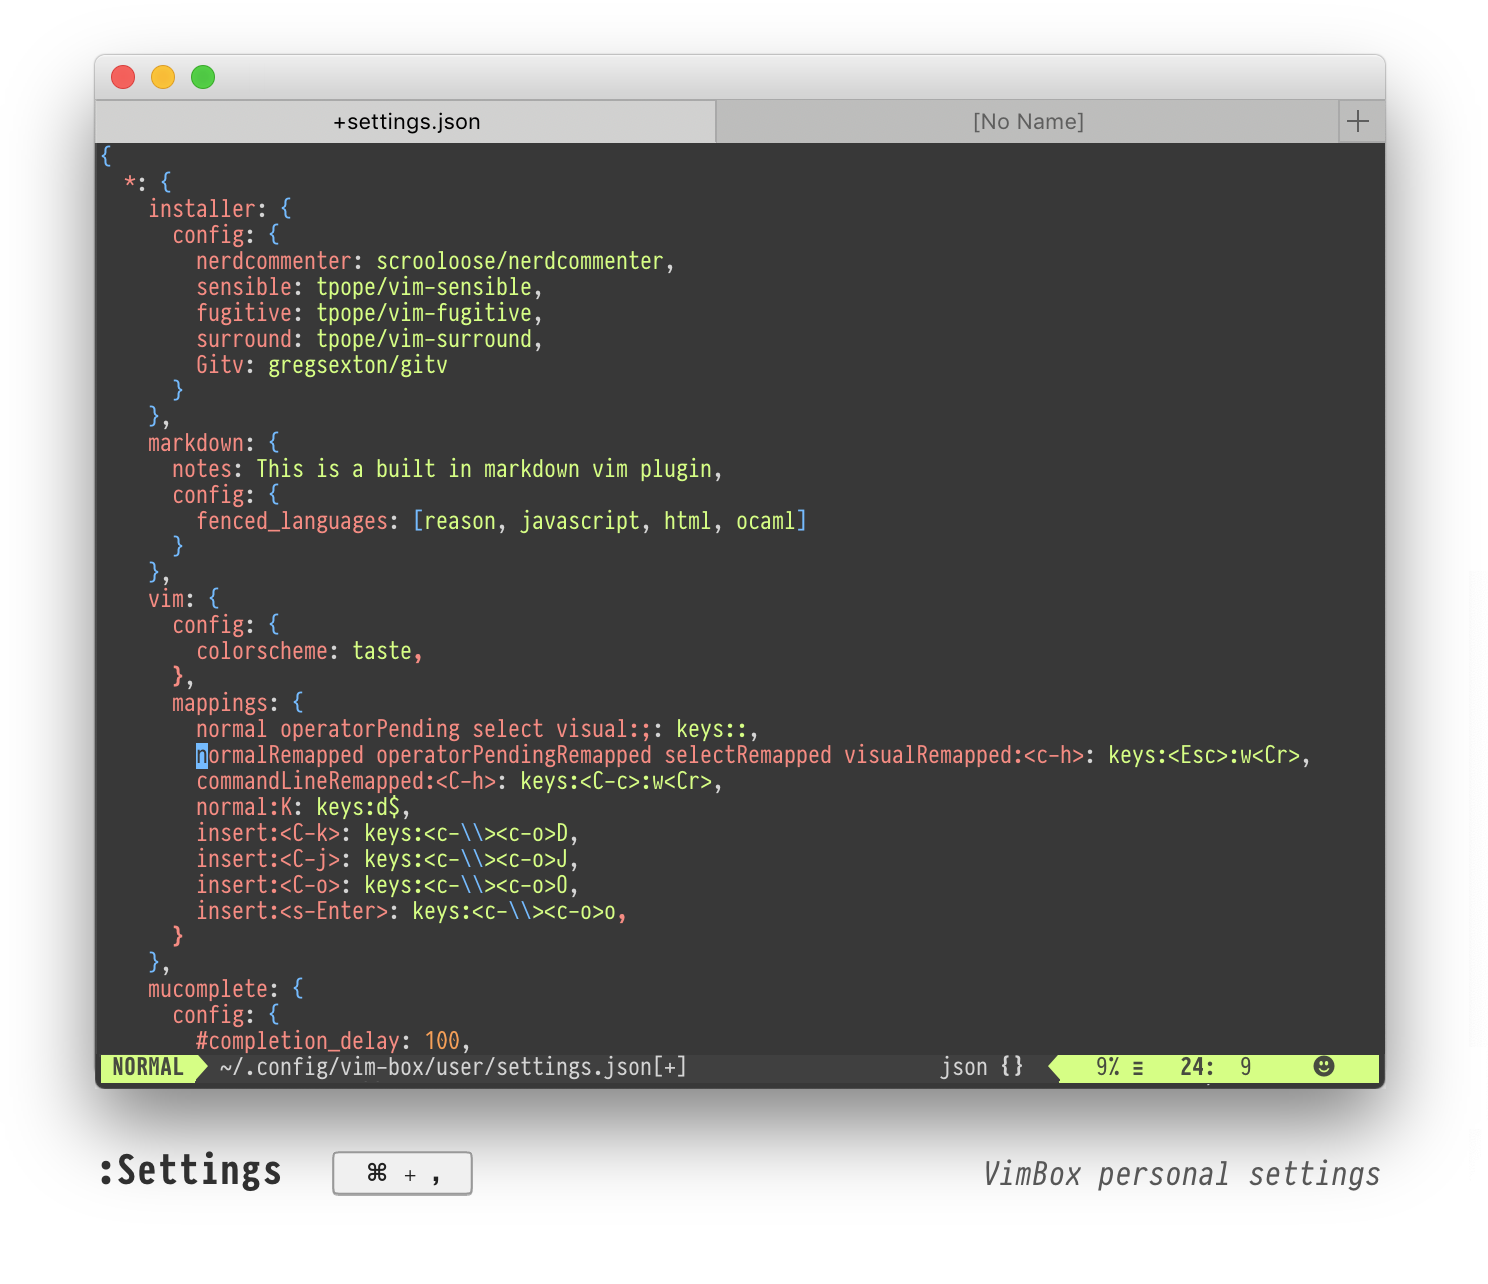 +settings.json
[No Name]
{
  *: {
    installer: {
      config: {
        nerdcommenter: scrooloose/nerdcommenter,
        sensible: tpope/vim-sensible,
        fugitive: tpope/vim-fugitive,
        surround: tpope/vim-surround,
        Gitv: gregsexton/gitv
      }
    },
    markdown: {
      notes: This is a built in markdown vim plugin,
      config: {
        fenced_languages: [reason, javascript, html, ocaml]
      }
    },
    vim: {
      config: {
        colorscheme: taste,
      },
      mappings: {
        normal operatorPending select visual:;: keys::,
        normalRemapped operatorPendingRemapped selectRemapped visualRemapped:<c-h>: keys:<Esc>:w<Cr>,
        commandLineRemapped:<C-h>: keys:<C-c>:w<Cr>,
        normal:K: keys:d$,
        insert:<C-k>: keys:<c-\\><c-o>D,
        insert:<C-j>: keys:<c-\\><c-o>J,
        insert:<C-o>: keys:<c-\\><c-o>O,
        insert:<s-Enter>: keys:<c-\\><c-o>o,
      }
    },
    mucomplete: {
      config: {
        #completion_delay: 100,
NORMAL ~/.config/vim-box/user/settings.json[+] json {} 9% ≡ 24: 9 ☻
:Settings ⌘ + , VimBox personal settings